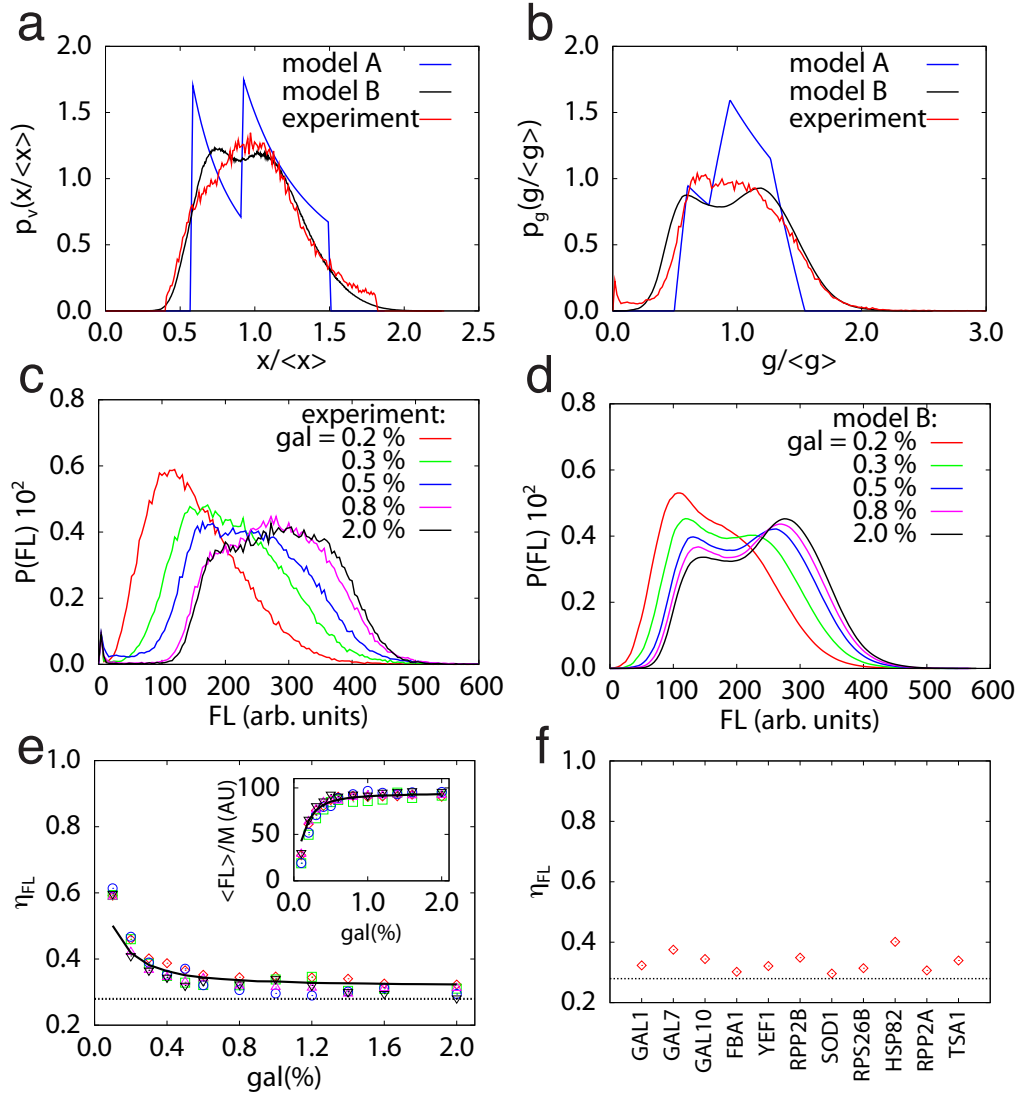 a
2.0
1.5
1.0
0.5
0.0
0.0 0.5 1.0 1.5 2.0 2.5
pᵥ(x/<x>)
x/<x>
model A
model B
experiment
b
2.0
1.5
1.0
0.5
0.0
0.0 1.0 2.0 3.0
p_g(g/<g>)
g/<g>
model A
model B
experiment
c
0.8
0.6
0.4
0.2
0.0
0 100 200 300 400 500 600
P(FL) 10²
FL (arb. units)
experiment:
gal = 0.2 %
0.3 %
0.5 %
0.8 %
2.0 %
d
0.8
0.6
0.4
0.2
0.0
0 100 200 300 400 500 600
P(FL) 10²
FL (arb. units)
model B:
gal = 0.2 %
0.3 %
0.5 %
0.8 %
2.0 %
e
1.0
0.8
0.6
0.4
0.2
0.0 0.4 0.8 1.2 1.6 2.0
η_FL
gal(%)
100
50
0
0.0 1.0 2.0
<FL>/M (AU)
gal(%)
f
1.0
0.8
0.6
0.4
0.2
η_FL
GAL1
GAL7
GAL10
FBA1
YEF1
RPP2B
SOD1
RPS26B
HSP82
RPP2A
TSA1